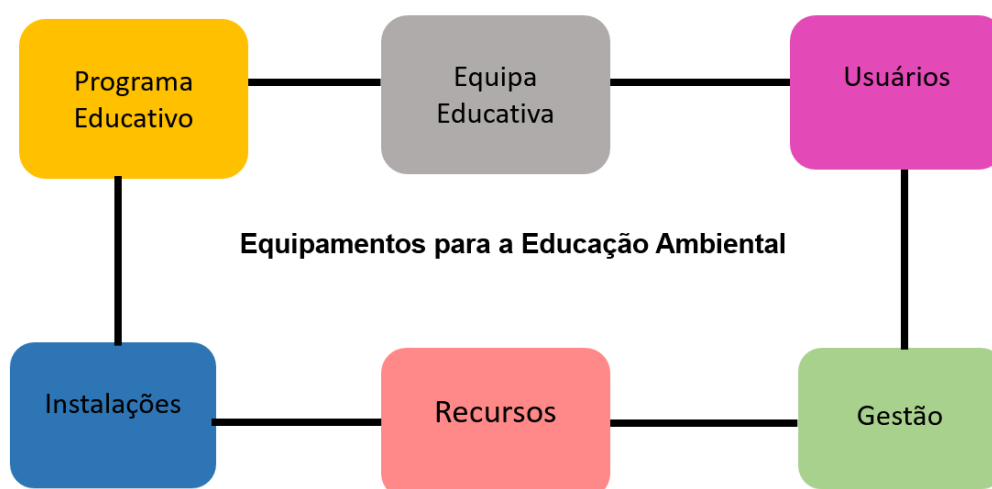 Programa
Educativo
Equipa
Educativa
Usuários
Equipamentos para a Educação Ambiental
Instalações
Recursos
Gestão